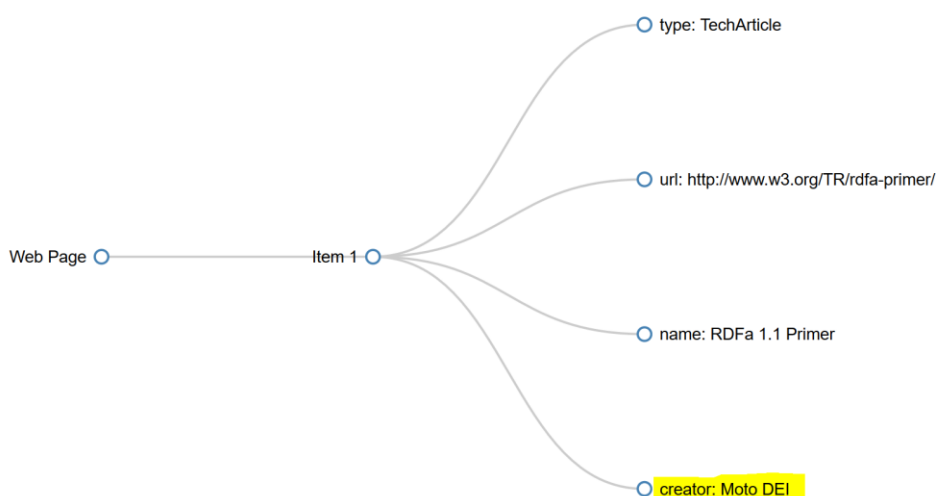 type: TechArticle
url: http://www.w3.org/TR/rdfa-primer/
Web Page
Item 1
name: RDFa 1.1 Primer
creator: Moto DEI